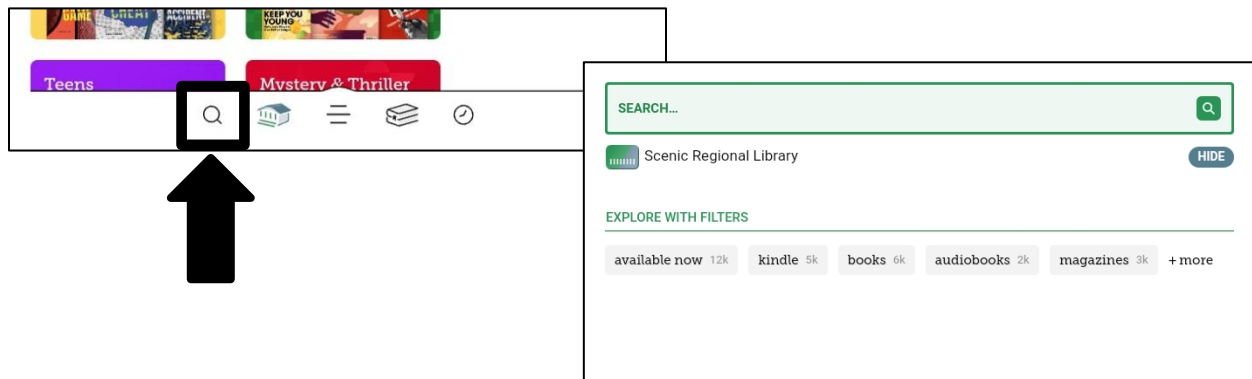 GAME GREAT ACCIDENT
KEEP YOU
YOUNG
Teens
Mystery & Thriller
SEARCH...
Scenic Regional Library
HIDE
EXPLORE WITH FILTERS
available now 12k kindle 5k books 6k audiobooks 2k magazines 3k + more